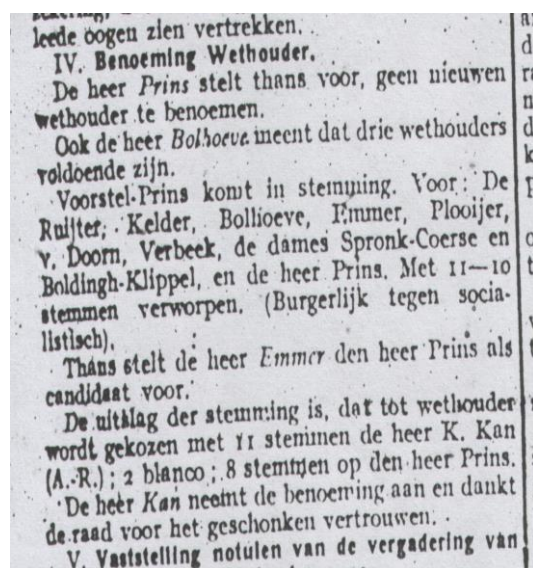 leede oogen zien vertrekken.
IV. Benoeming Wethouder.
De heer Prins stelt thans voor, geen nieuwen
wethouder te benoemen.
Ook de heer Bolhoeve meent dat drie wethouders
voldoende zijn.
Voorstel-Prins komt in stemming. Voor: De
Ruijter, Kelder, Bollioeve, Emmer, Plooijer,
v. Doorn, Verbeek, de dames Spronk-Coerse en
Boldingh-Klippel, en de heer Prins. Met 11—10
stemmen verworpen. (Burgerlijk tegen socia-
listisch).
Thans stelt de heer Emmer den heer Prins als
candidaat voor.
De uitslag der stemming is, dat tot wethouder
wordt gekozen met 11 stemmen de heer K. Kan
(A.-R.); 2 blanco; 8 stemmen op den heer Prins.
De heer Kan neemt de benoeming aan en dankt
de raad voor het geschonken vertrouwen.
V. Vaststelling notulen van de vergadering van